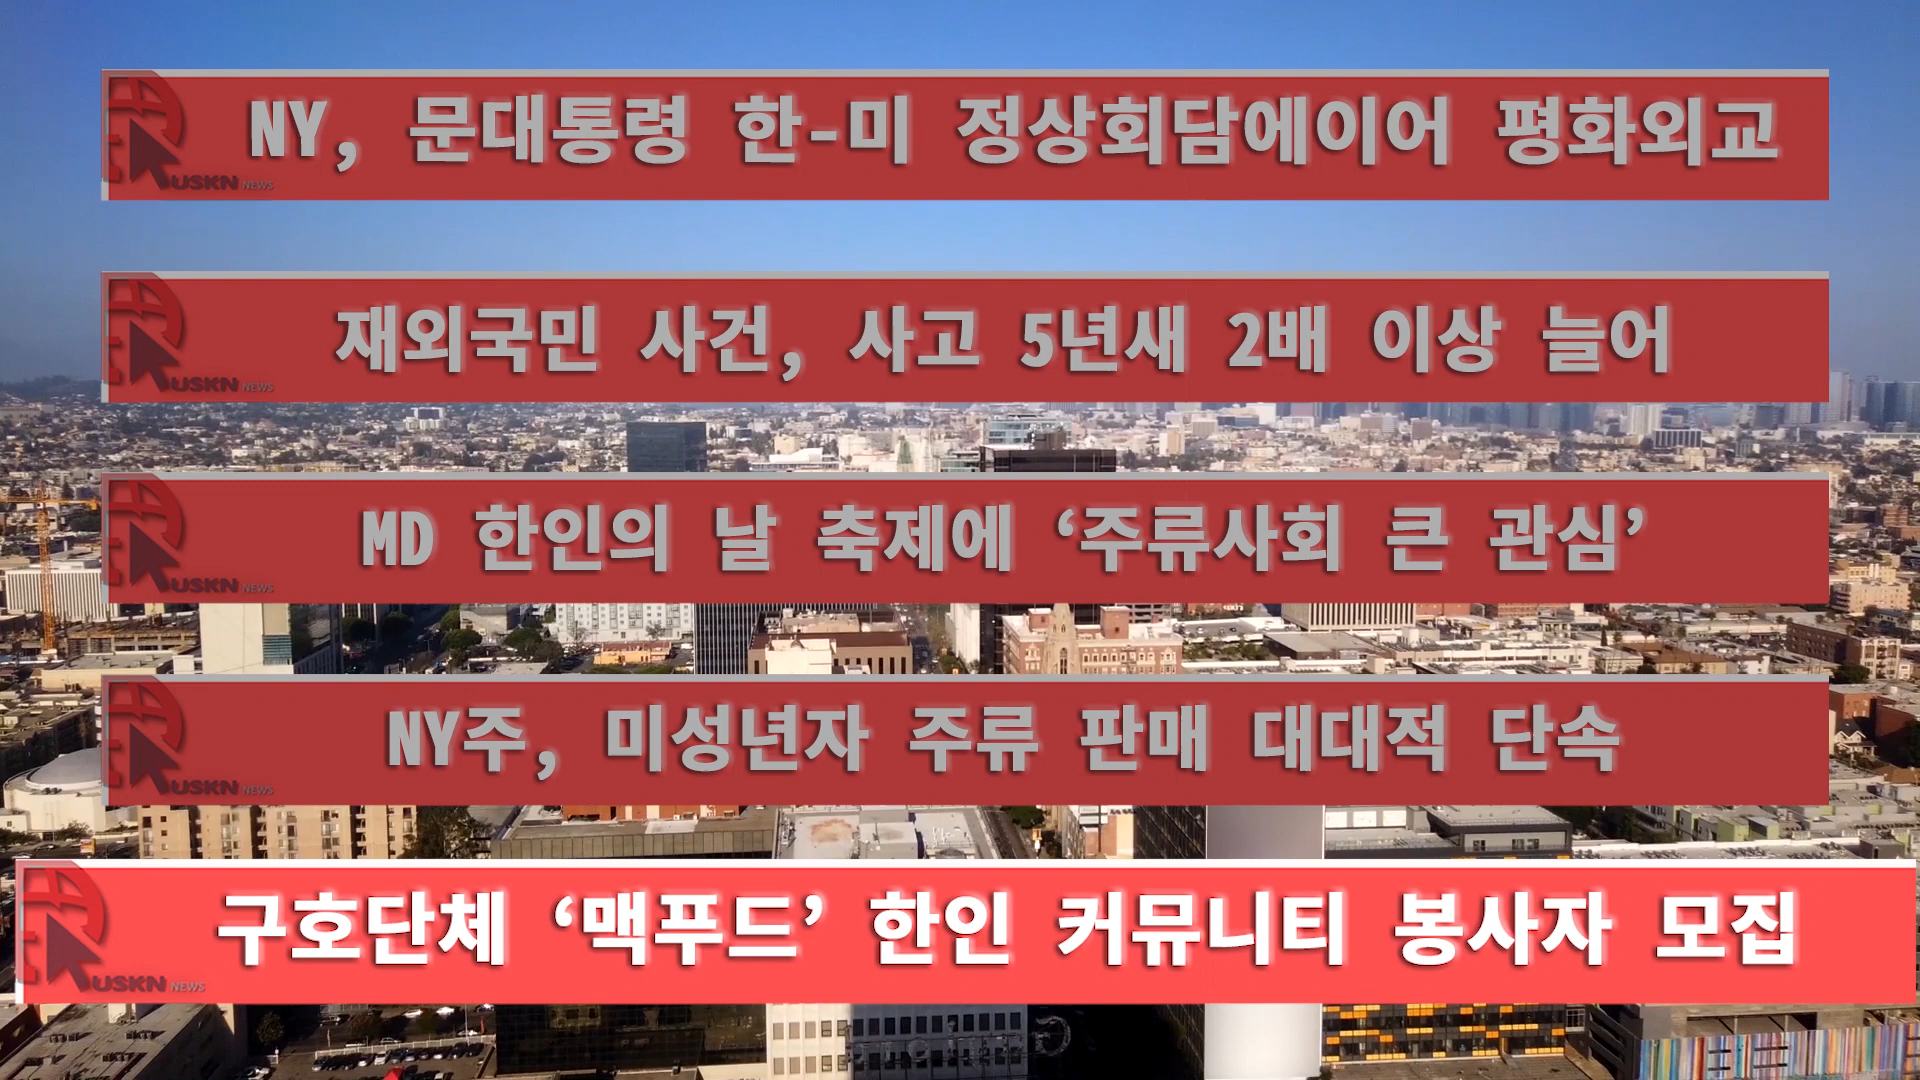 NY, 문대통령 한-미 정상회담에이어 평화외교
USKN NEWS
재외국민 사건, 사고 5년새 2배 이상 늘어
USKN NEWS
MD 한인의 날 축제에 ‘주류사회 큰 관심’
USKN NEWS
NY주, 미성년자 주류 판매 대대적 단속
USKN NEWS
구호단체 ‘맥푸드’ 한인 커뮤니티 봉사자 모집
USKN NEWS